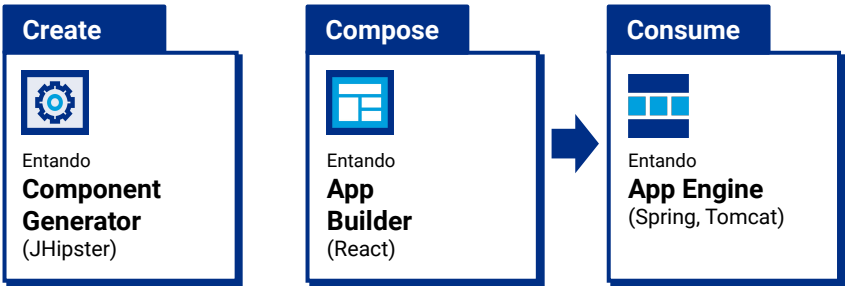 Create
Entando
Component
Generator
(JHipster)
Compose
Entando
App
Builder
(React)
Consume
Entando
App Engine
(Spring, Tomcat)